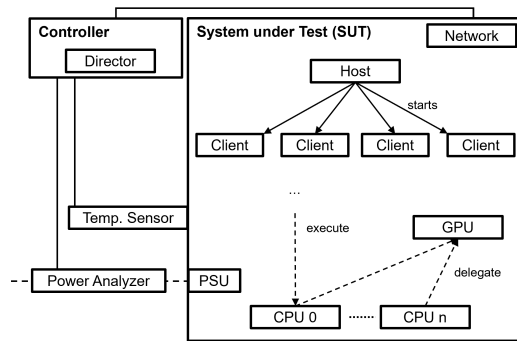 Controller
Director
System under Test (SUT)
Network
Host
starts
Client
Client
Client
Client
...
Temp. Sensor
execute
GPU
delegate
Power Analyzer
PSU
CPU 0
CPU n